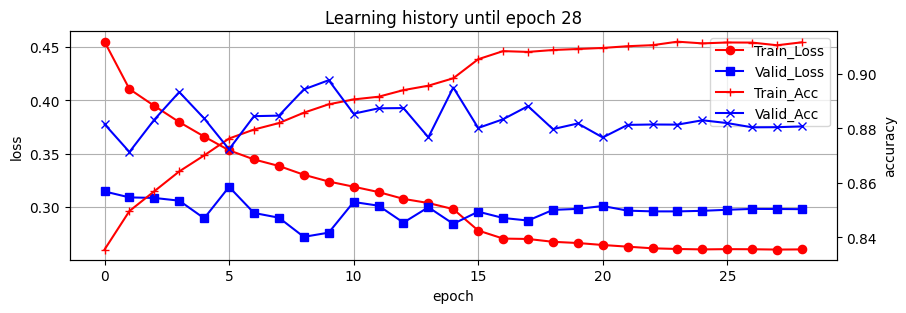 Learning history until epoch 28
0.45
0.40
0.35
0.30
loss
0.90
0.88
0.86
0.84
accuracy
Train_Loss
Valid_Loss
Train_Acc
Valid_Acc
0 5 10 15 20 25
epoch